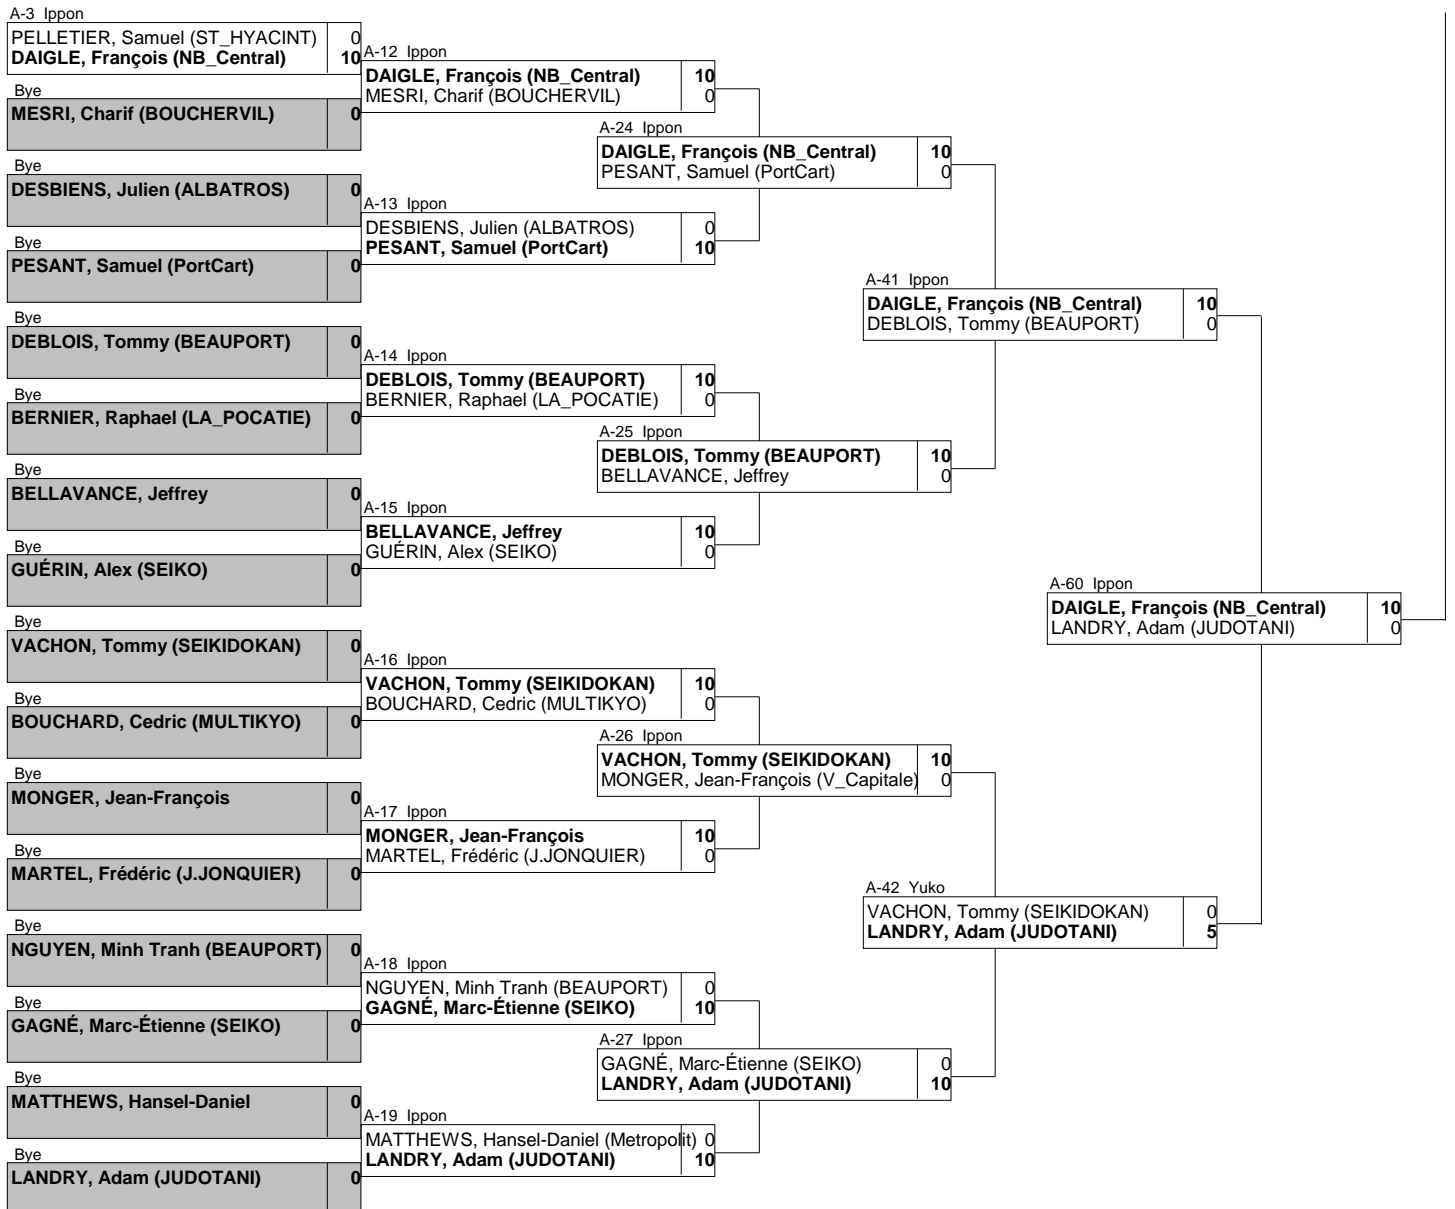 A-3 Ippon
PELLETIER, Samuel (ST_HYACINT) 0
DAIGLE, François (NB_Central) 10
Bye
MESRI, Charif (BOUCHERVIL) 0
Bye
DESBIENS, Julien (ALBATROS) 0
Bye
PESANT, Samuel (PortCart) 0
Bye
DEBLOIS, Tommy (BEAUPORT) 0
Bye
BERNIER, Raphael (LA_POCATIE) 0
Bye
BELLAVANCE, Jeffrey 0
Bye
GUÉRIN, Alex (SEIKO) 0
Bye
VACHON, Tommy (SEIKIDOKAN) 0
Bye
BOUCHARD, Cedric (MULTIKYO) 0
Bye
MONGER, Jean-François 0
Bye
MARTEL, Frédéric (J.JONQUIER) 0
Bye
NGUYEN, Minh Tranh (BEAUPORT) 0
Bye
GAGNÉ, Marc-Étienne (SEIKO) 0
Bye
MATTHEWS, Hansel-Daniel 0
Bye
LANDRY, Adam (JUDOTANI) 0
A-12 Ippon
DAIGLE, François (NB_Central) 10
MESRI, Charif (BOUCHERVIL) 0
A-13 Ippon
DESBIENS, Julien (ALBATROS) 0
PESANT, Samuel (PortCart) 10
A-14 Ippon
DEBLOIS, Tommy (BEAUPORT) 10
BERNIER, Raphael (LA_POCATIE) 0
A-15 Ippon
BELLAVANCE, Jeffrey 10
GUÉRIN, Alex (SEIKO) 0
A-16 Ippon
VACHON, Tommy (SEIKIDOKAN) 10
BOUCHARD, Cedric (MULTIKYO) 0
A-17 Ippon
MONGER, Jean-François 10
MARTEL, Frédéric (J.JONQUIER) 0
A-18 Ippon
NGUYEN, Minh Tranh (BEAUPORT) 0
GAGNÉ, Marc-Étienne (SEIKO) 10
A-19 Ippon
MATTHEWS, Hansel-Daniel (Metropolit) 0
LANDRY, Adam (JUDOTANI) 10
A-24 Ippon
DAIGLE, François (NB_Central) 10
PESANT, Samuel (PortCart) 0
A-25 Ippon
DEBLOIS, Tommy (BEAUPORT) 10
BELLAVANCE, Jeffrey 0
A-26 Ippon
VACHON, Tommy (SEIKIDOKAN) 10
MONGER, Jean-François (V_Capitale) 0
A-27 Ippon
GAGNÉ, Marc-Étienne (SEIKO) 0
LANDRY, Adam (JUDOTANI) 10
A-41 Ippon
DAIGLE, François (NB_Central) 10
DEBLOIS, Tommy (BEAUPORT) 0
A-42 Yuko
VACHON, Tommy (SEIKIDOKAN) 0
LANDRY, Adam (JUDOTANI) 5
A-60 Ippon
DAIGLE, François (NB_Central) 10
LANDRY, Adam (JUDOTANI) 0